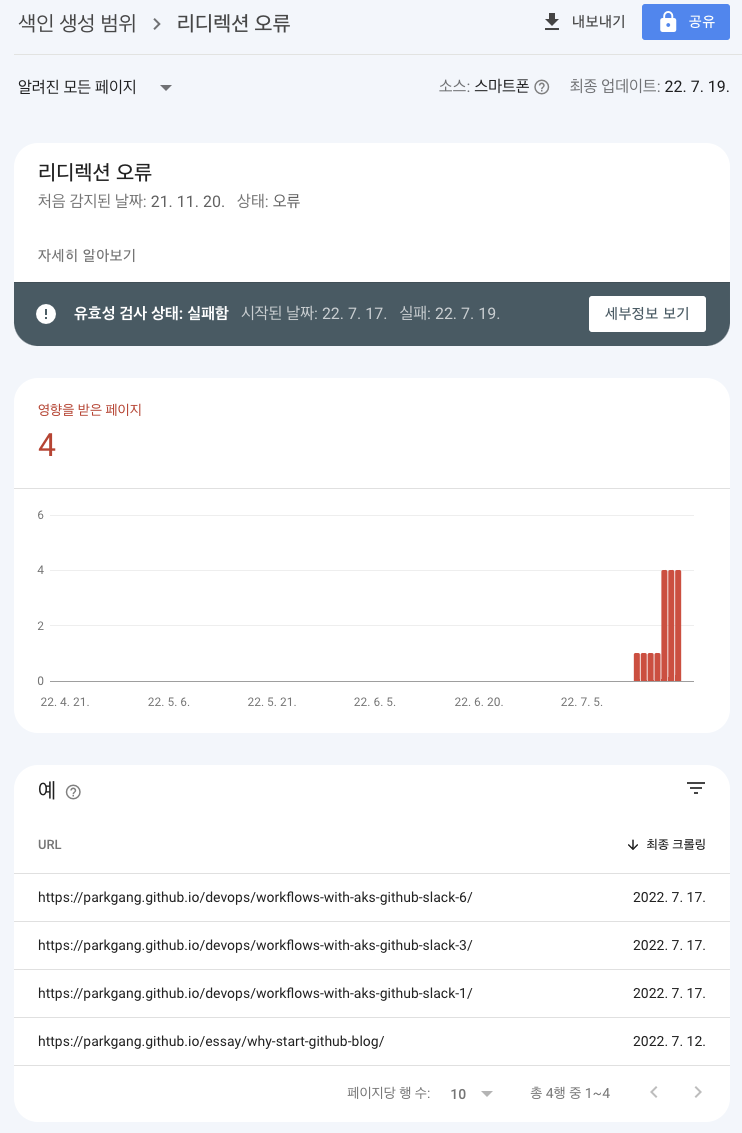 색인 생성 범위 > 리디렉션 오류 내보내기 공유
알려진 모든 페이지 소스: 스마트폰 ? 최종 업데이트: 22. 7. 19.
리디렉션 오류
처음 감지된 날짜: 21. 11. 20. 상태: 오류
자세히 알아보기
유효성 검사 상태: 실패함 시작된 날짜: 22. 7. 17. 실패: 22. 7. 19. 세부정보 보기
영향을 받은 페이지
4
6
4
2
0
22. 4. 21. 22. 5. 6. 22. 5. 21. 22. 6. 5. 22. 6. 20. 22. 7. 5.
예 ?
URL 최종 크롤링
https://parkgang.github.io/devops/workflows-with-aks-github-slack-6/ 2022. 7. 17.
https://parkgang.github.io/devops/workflows-with-aks-github-slack-3/ 2022. 7. 17.
https://parkgang.github.io/devops/workflows-with-aks-github-slack-1/ 2022. 7. 17.
https://parkgang.github.io/essay/why-start-github-blog/ 2022. 7. 12.
페이지당 행 수: 10 총 4행 중 1~4